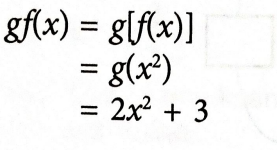 gf(x) = g[f(x)]
= g(x²)
= 2x² + 3